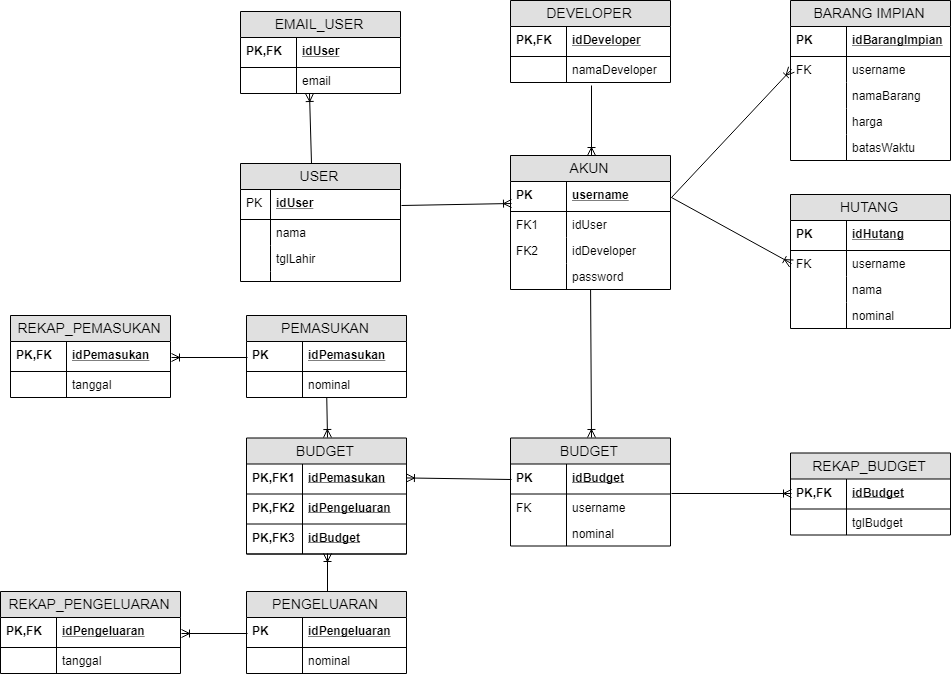 EMAIL_USER
PK,FK idUser
email
DEVELOPER
PK,FK idDeveloper
namaDeveloper
BARANG IMPIAN
PK idBarangImpian
FK username
namaBarang
harga
batasWaktu
USER
PK idUser
nama
tglLahir
AKUN
PK username
FK1 idUser
FK2 idDeveloper
password
HUTANG
PK idHutang
FK username
nama
nominal
REKAP_PEMASUKAN
PK,FK idPemasukan
tanggal
PEMASUKAN
PK idPemasukan
nominal
BUDGET
PK,FK1 idPemasukan
PK,FK2 idPengeluaran
PK,FK3 idBudget
BUDGET
PK idBudget
FK username
nominal
REKAP_BUDGET
PK,FK idBudget
tglBudget
REKAP_PENGELUARAN
PK,FK idPengeluaran
tanggal
PENGELUARAN
PK idPengeluaran
nominal